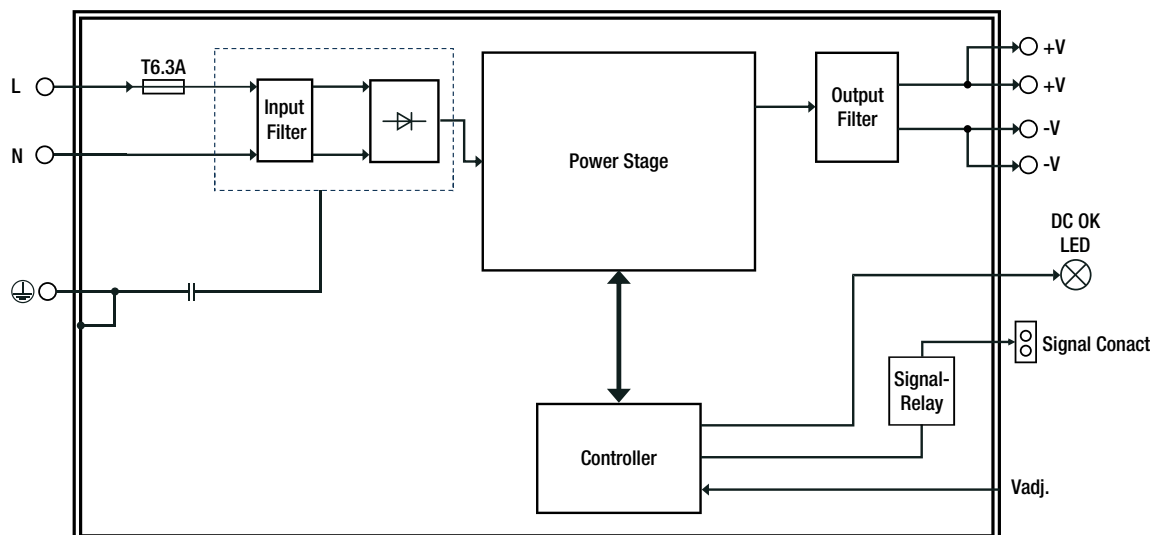 L
T6.3A
N
Input
Filter
Power Stage
Output
Filter
+V
+V
-V
-V
DC OK
LED
Signal Conact
Signal-
Relay
Controller
Vadj.